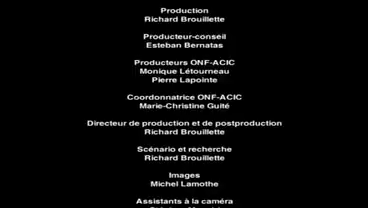 Production
Richard Brouillette
Producteur-conseil
Esteban Bernatas
Producteurs ONF-ACIC
Monique Létourneau
Pierre Lapointe
Coordonnatrice ONF-ACIC
Marie-Christine Guité
Directeur de production et de postproduction
Richard Brouillette
Scénario et recherche
Richard Brouillette
Images
Michel Lamothe
Assistants à la caméra